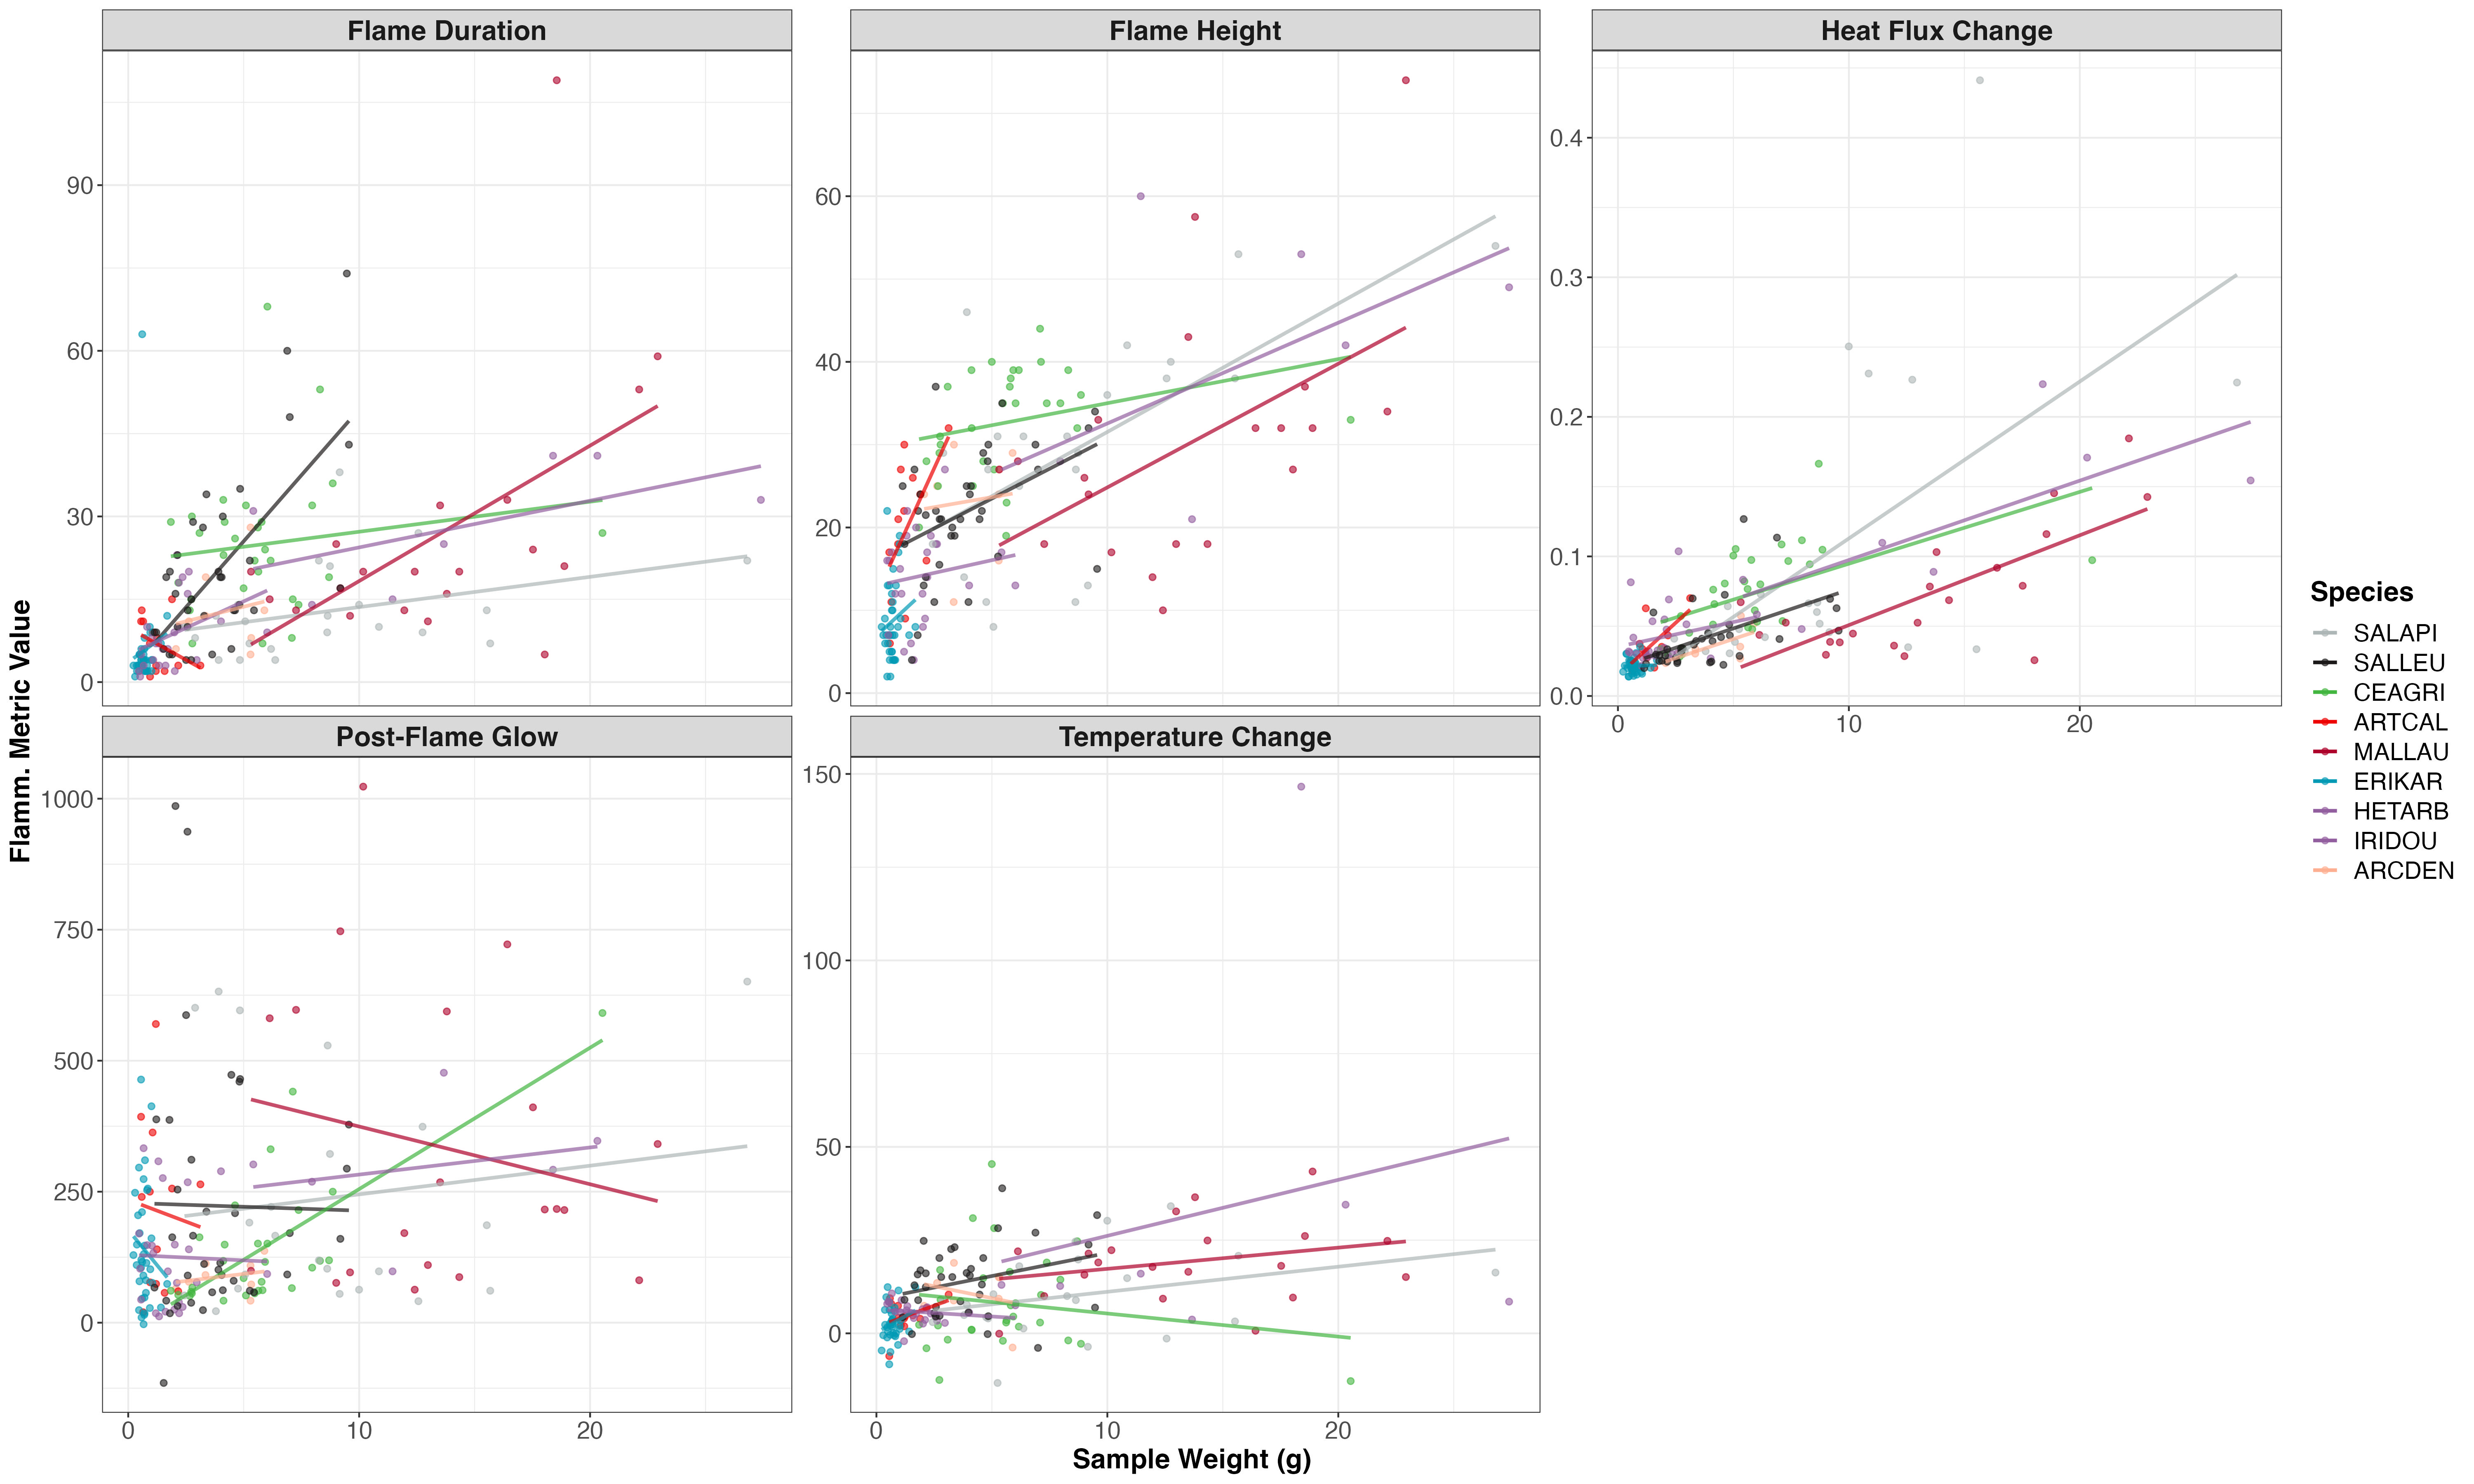 Flame Duration
Flame Height
Heat Flux Change
90
60
30
0
60
40
20
0
0.4
0.3
0.2
0.1
0.0
0 10 20
Post-Flame Glow
Temperature Change
1000
750
500
250
0
150
100
50
0
0 10 20
0 10 20
Flamm. Metric Value
Sample Weight (g)
Species
SALAPI
SALLEU
CEAGRI
ARTCAL
MALLAU
ERIKAR
HETARB
IRIDOU
ARCDEN